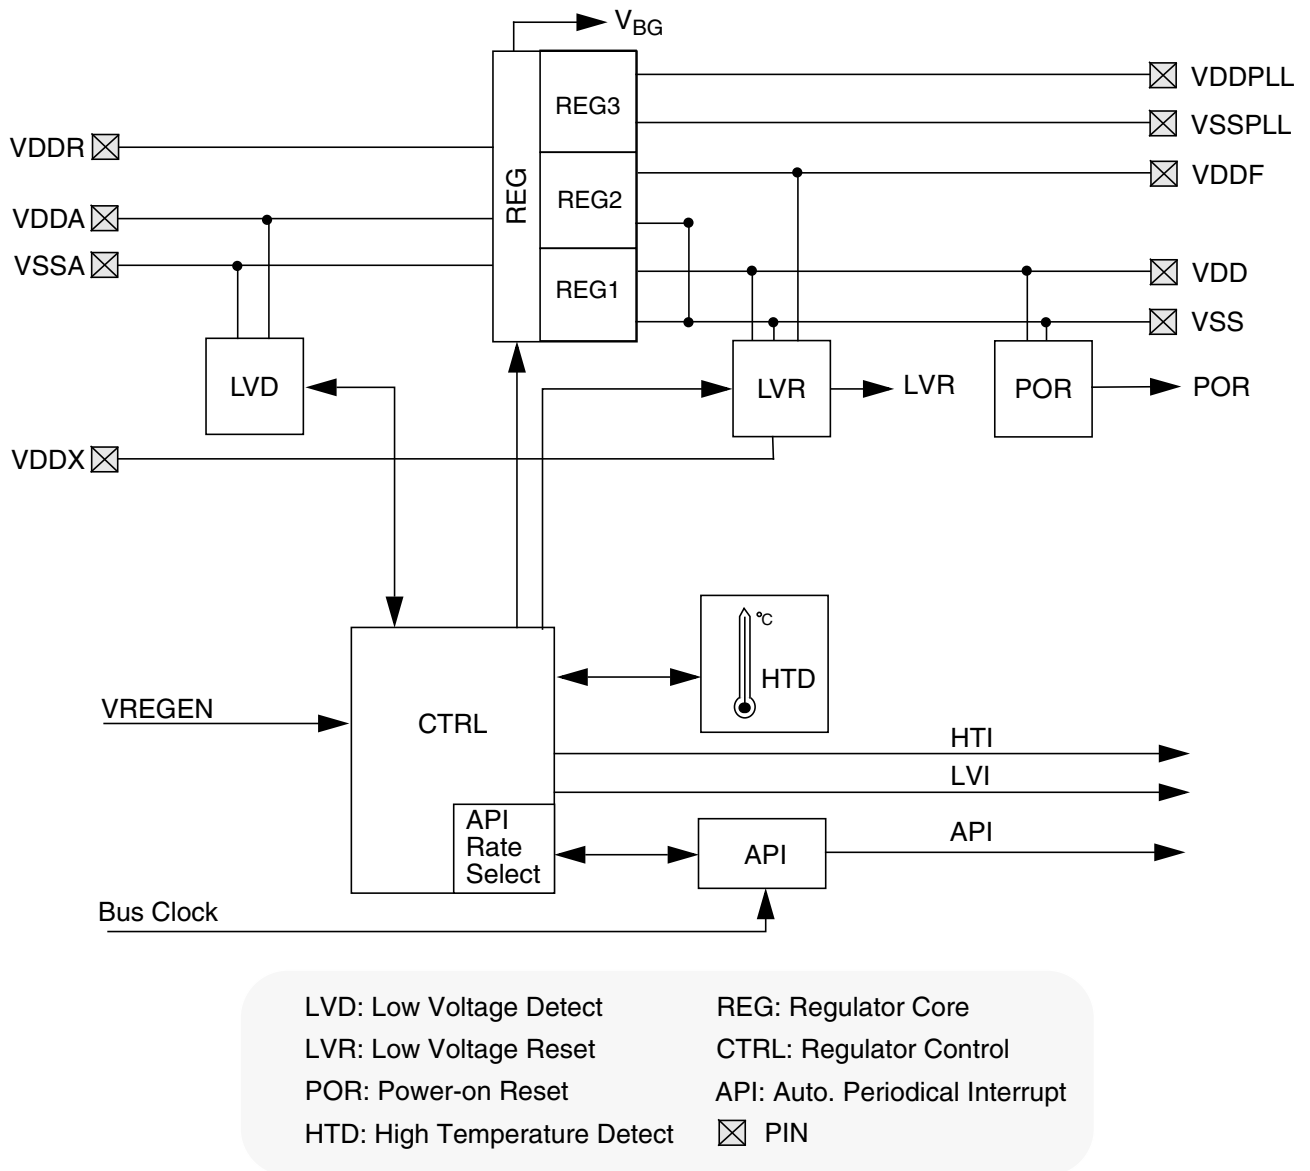 VBG
REG
REG3
REG2
REG1
VDDPLL
VSSPLL
VDDF
VDD
VSS
VDDR
VDDA
VSSA
LVD
VDDX
LVR
LVR
POR
POR
°C
HTD
VREGEN
CTRL
HTI
LVI
API
Rate
Select
API
API
Bus Clock
LVD: Low Voltage Detect
LVR: Low Voltage Reset
POR: Power-on Reset
HTD: High Temperature Detect
REG: Regulator Core
CTRL: Regulator Control
API: Auto. Periodical Interrupt
PIN